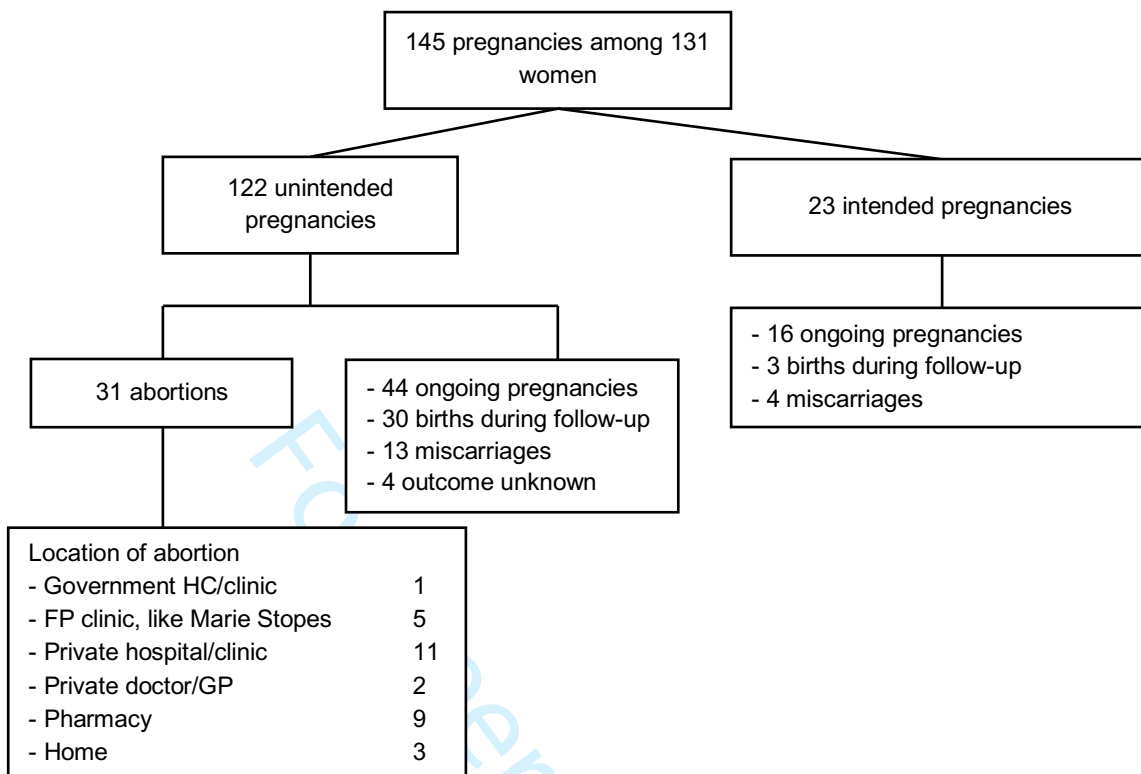 145 pregnancies among 131
women
122 unintended
pregnancies
23 intended pregnancies
31 abortions
- 44 ongoing pregnancies
- 30 births during follow-up
- 13 miscarriages
- 4 outcome unknown
- 16 ongoing pregnancies
- 3 births during follow-up
- 4 miscarriages
Location of abortion
- Government HC/clinic 1
- FP clinic, like Marie Stopes 5
- Private hospital/clinic 11
- Private doctor/GP 2
- Pharmacy 9
- Home 3